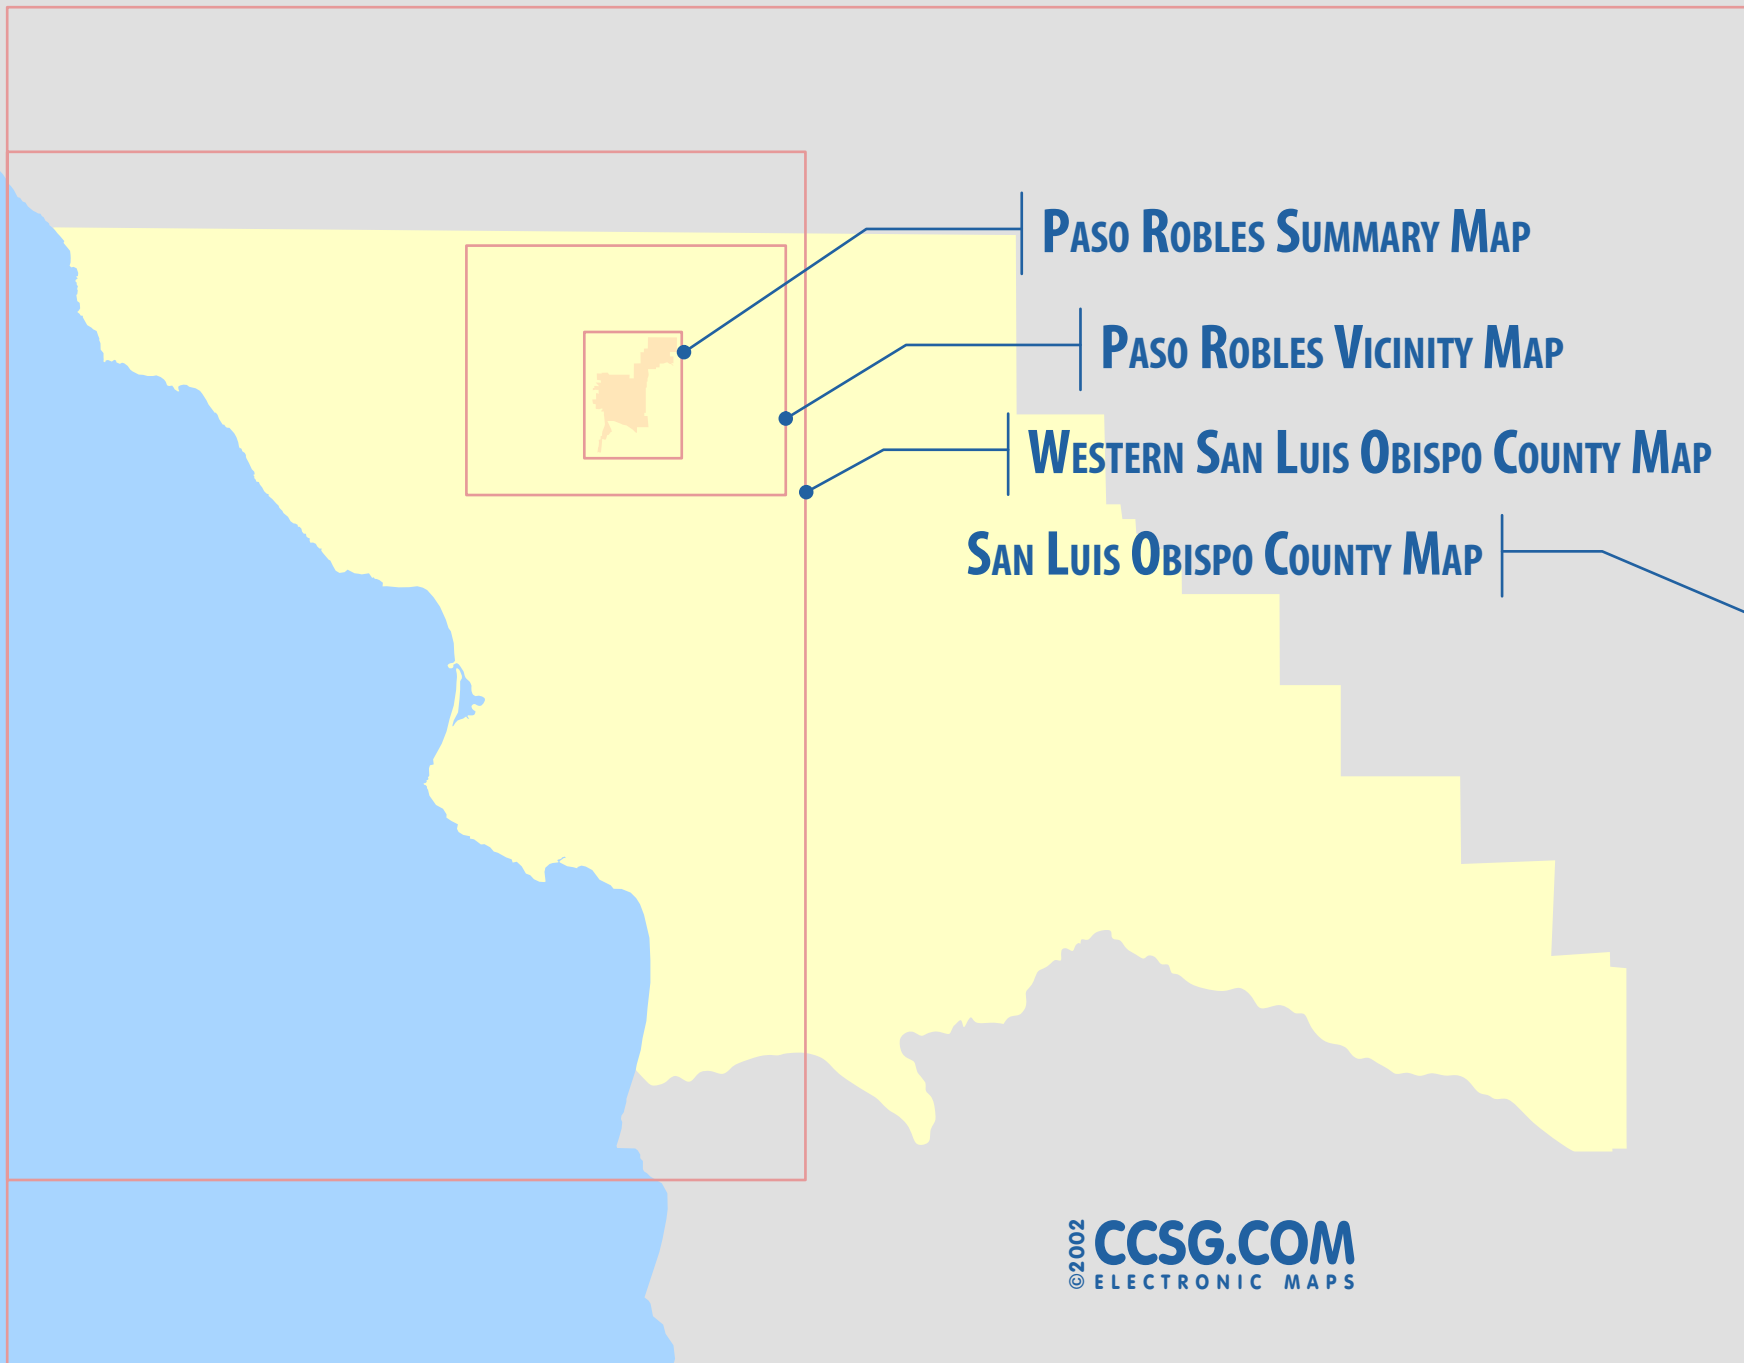 PASO ROBLES SUMMARY MAP
PASO ROBLES VICINITY MAP
WESTERN SAN LUIS OBISPO COUNTY MAP
SAN LUIS OBISPO COUNTY MAP
©2002
CCSG.COM
ELECTRONIC MAPS